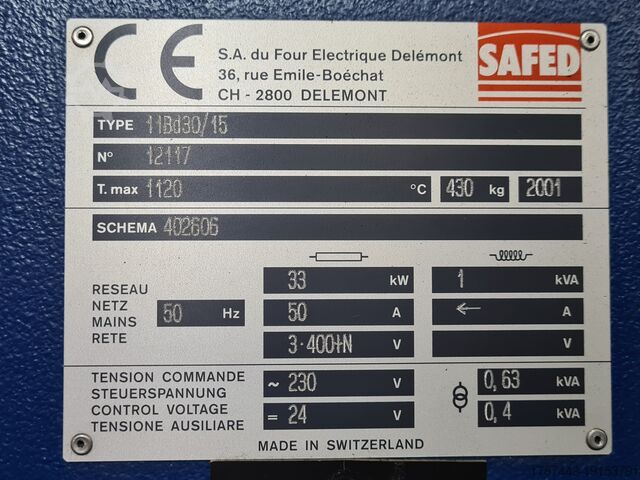 CE
S.A. du Four Electrique Delémont
36, rue Emile-Boéchat
CH - 2800 DELEMONT
SAFED
TYPE 11Bd30/15
N° 12117
T. max 1120 °C 430 kg 2001
SCHEMA 402606
RESEAU
NETZ
MAINS
RETE
50 Hz
33 kW 1 kVA
50 A ← A
3·400+N V V
TENSION COMMANDE
STEUERSPANNUNG
CONTROL VOLTAGE
TENSIONE AUSILIARE
~ 230 V 0,63 kVA
= 24 V 0,4 kVA
MADE IN SWITZERLAND